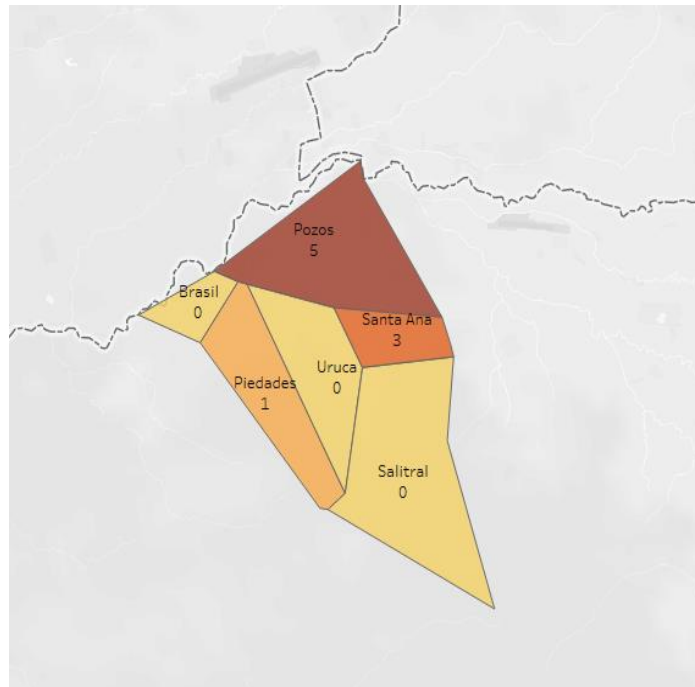 Pozos
5
Brasil
0
Santa Ana
3
Uruca
0
Piedades
1
Salitral
0